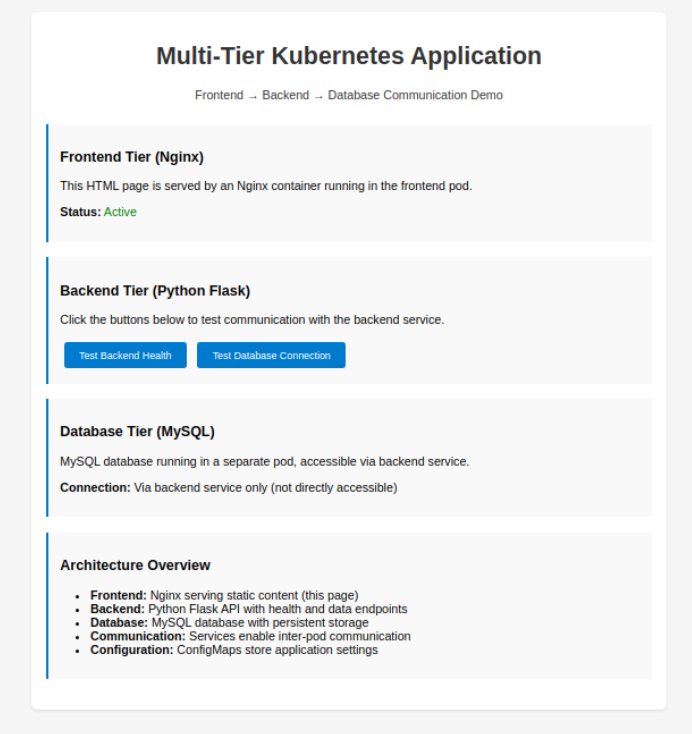 Multi-Tier Kubernetes Application
Frontend → Backend → Database Communication Demo
Frontend Tier (Nginx)
This HTML page is served by an Nginx container running in the frontend pod.
Status: Active
Backend Tier (Python Flask)
Click the buttons below to test communication with the backend service.
Test Backend Health Test Database Connection
Database Tier (MySQL)
MySQL database running in a separate pod, accessible via backend service.
Connection: Via backend service only (not directly accessible)
Architecture Overview
• Frontend: Nginx serving static content (this page)
• Backend: Python Flask API with health and data endpoints
• Database: MySQL database with persistent storage
• Communication: Services enable inter-pod communication
• Configuration: ConfigMaps store application settings